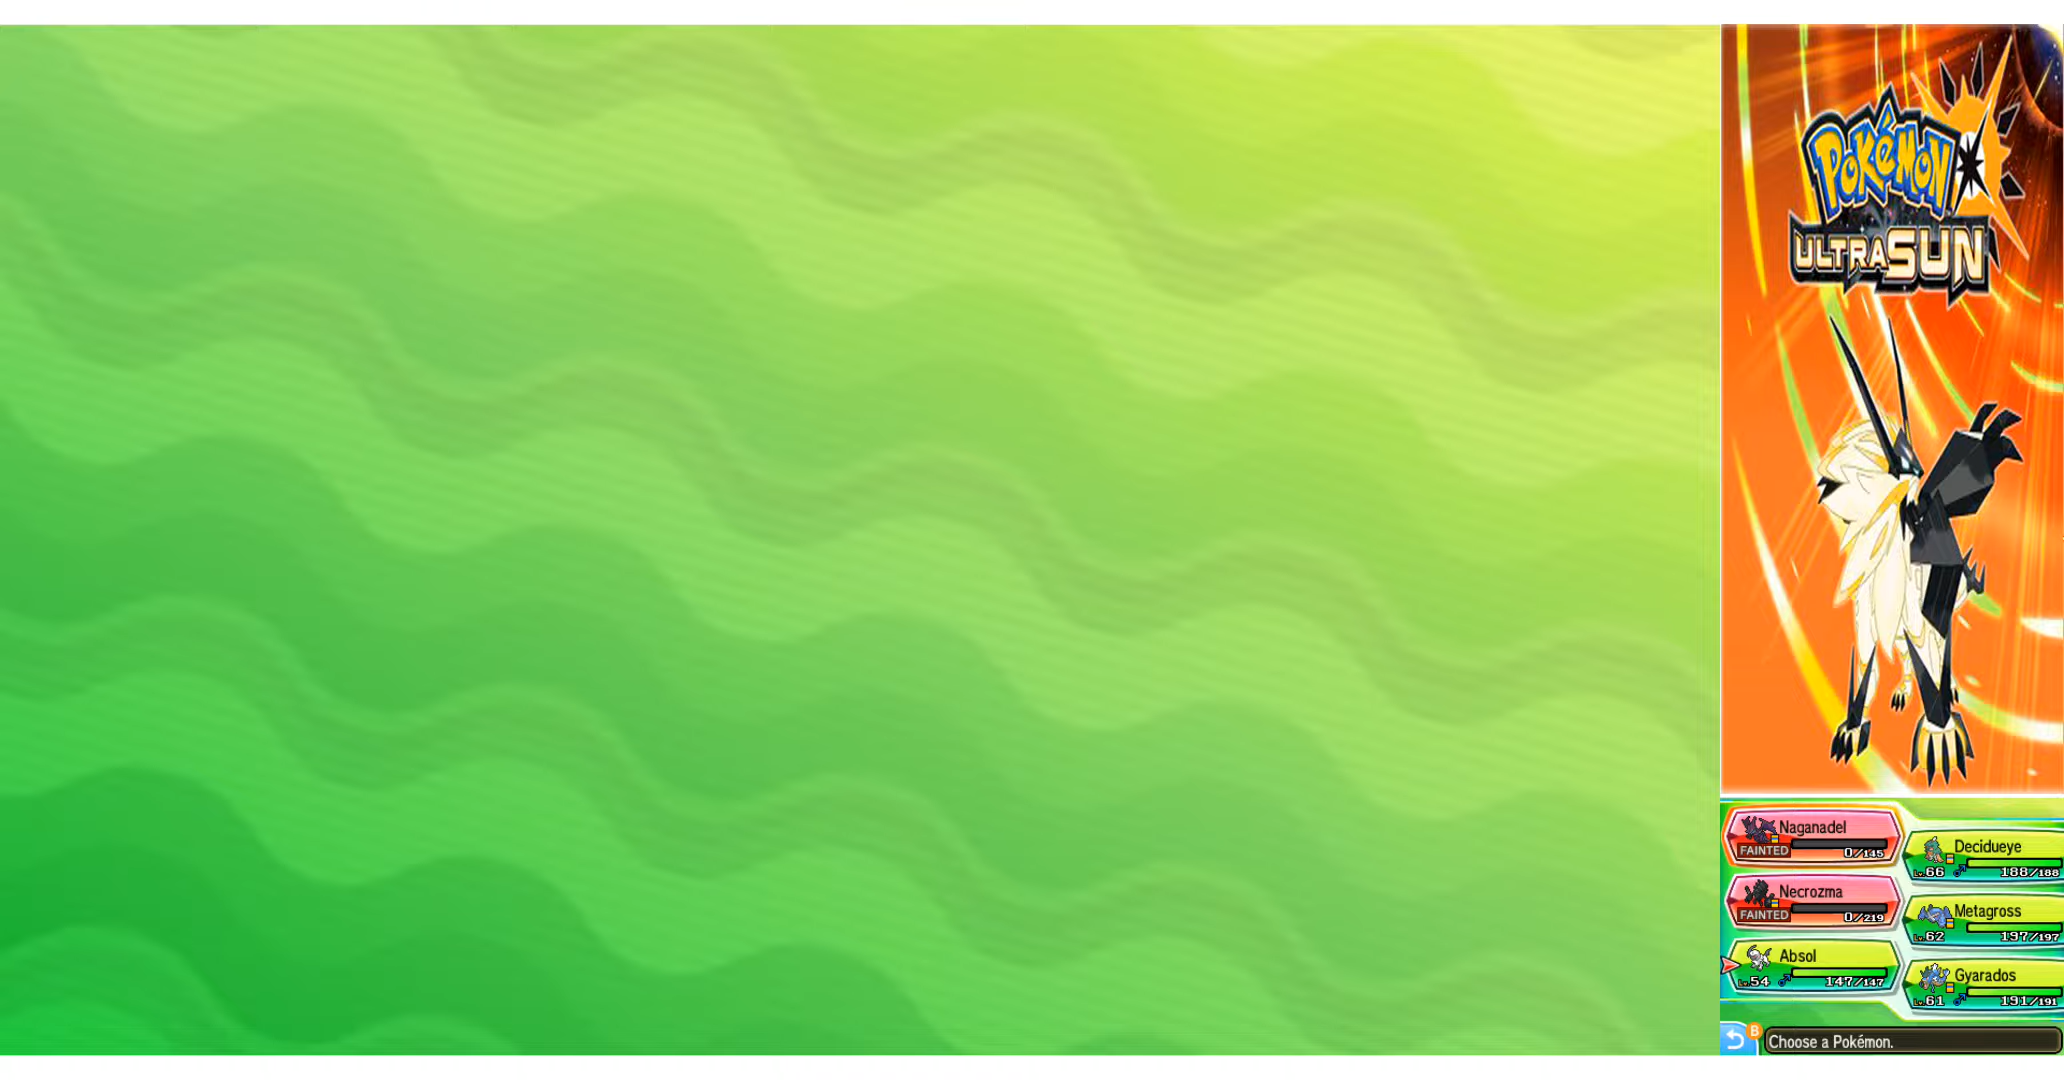 POKéMON
ULTRA SUN
Naganadel
FAINTED 0/145
Decidueye
Lv.66 188/188
Necrozma
FAINTED 0/219
Metagross
Lv.62 197/197
Absol
Lv.54 147/147
Gyarados
Lv.61 191/191
B
Choose a Pokémon.